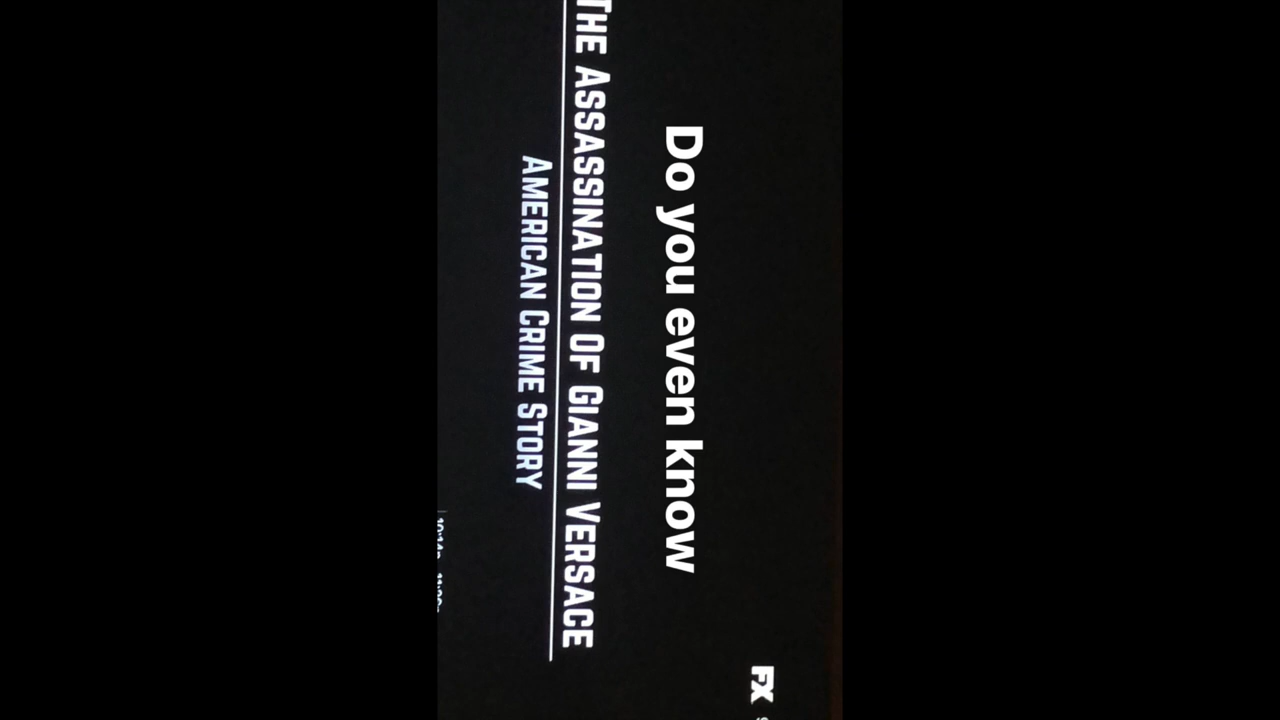 FX
Do you even know
THE ASSASSINATION OF GIANNI VERSACE
AMERICAN CRIME STORY